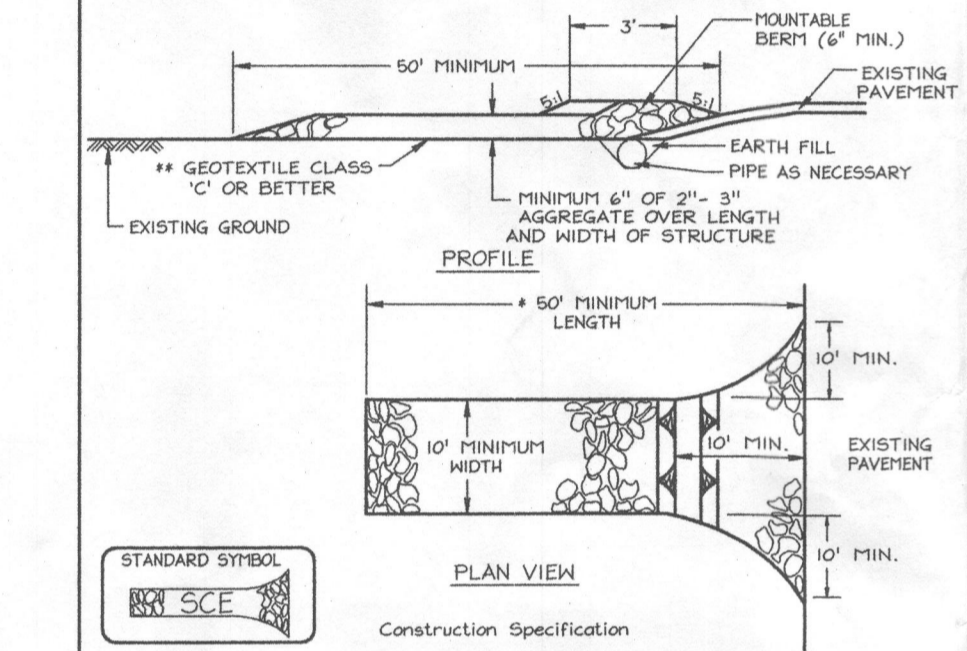 3'
MOUNTABLE
BERM (6" MIN.)
50' MINIMUM
5:1
5:1
EXISTING
PAVEMENT
** GEOTEXTILE CLASS
'C' OR BETTER
EARTH FILL
PIPE AS NECESSARY
MINIMUM 6" OF 2"- 3"
AGGREGATE OVER LENGTH
AND WIDTH OF STRUCTURE
EXISTING GROUND
PROFILE
* 50' MINIMUM
LENGTH
10' MIN.
10' MINIMUM
WIDTH
10' MIN.
EXISTING
PAVEMENT
10' MIN.
STANDARD SYMBOL
SCE
PLAN VIEW
Construction Specification